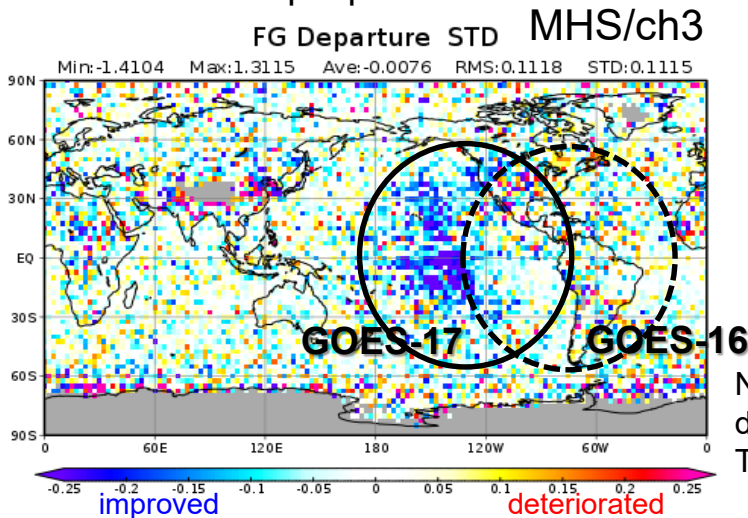 MHS/ch3
FG Departure STD
Min:-1.4104 Max:1.3115 Ave:-0.0076 RMS:0.1118 STD:0.1115
90N
60N
30N
EQ
30S
60S
90S
GOES-17 GOES-16
0 60E 120E 180 120W 60W 0
-0.25 -0.2 -0.15 -0.1 -0.05 0 0.05 0.1 0.15 0.2 0.25
improved deteriorated
N
d
T